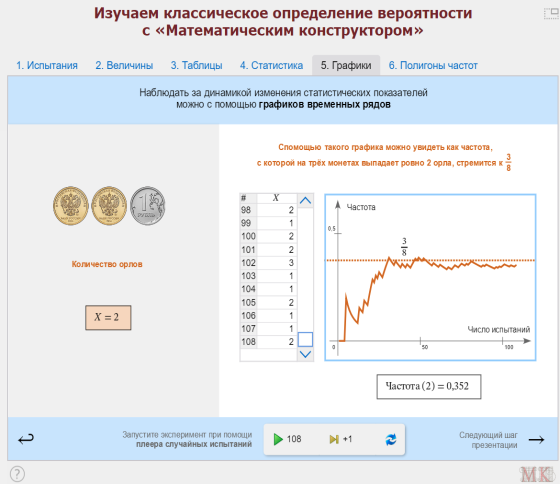 Изучаем классическое определение вероятности
с «Математическим конструктором»
1. Испытания 2. Величины 3. Таблицы 4. Статистика 5. Графики 6. Полигоны частот
Наблюдать за динамикой изменения статистических показателей
можно с помощью графиков временных рядов
Спомощью такого графика можно увидеть как частота,
с которой на трёх монетах выпадает ровно 2 орла, стремится к 3/8
1
РУБЛЬ
Количество орлов
X = 2
# X
98 2
99 1
100 2
101 2
102 3
103 1
104 1
105 2
106 1
107 1
108 2
Частота
0.5
3/8
Число испытаний
0 50 100
Частота (2) = 0,352
Запустите эксперимент при помощи
плеера случайных испытаний
108 +1
Следующий шаг
презентации
?
МК